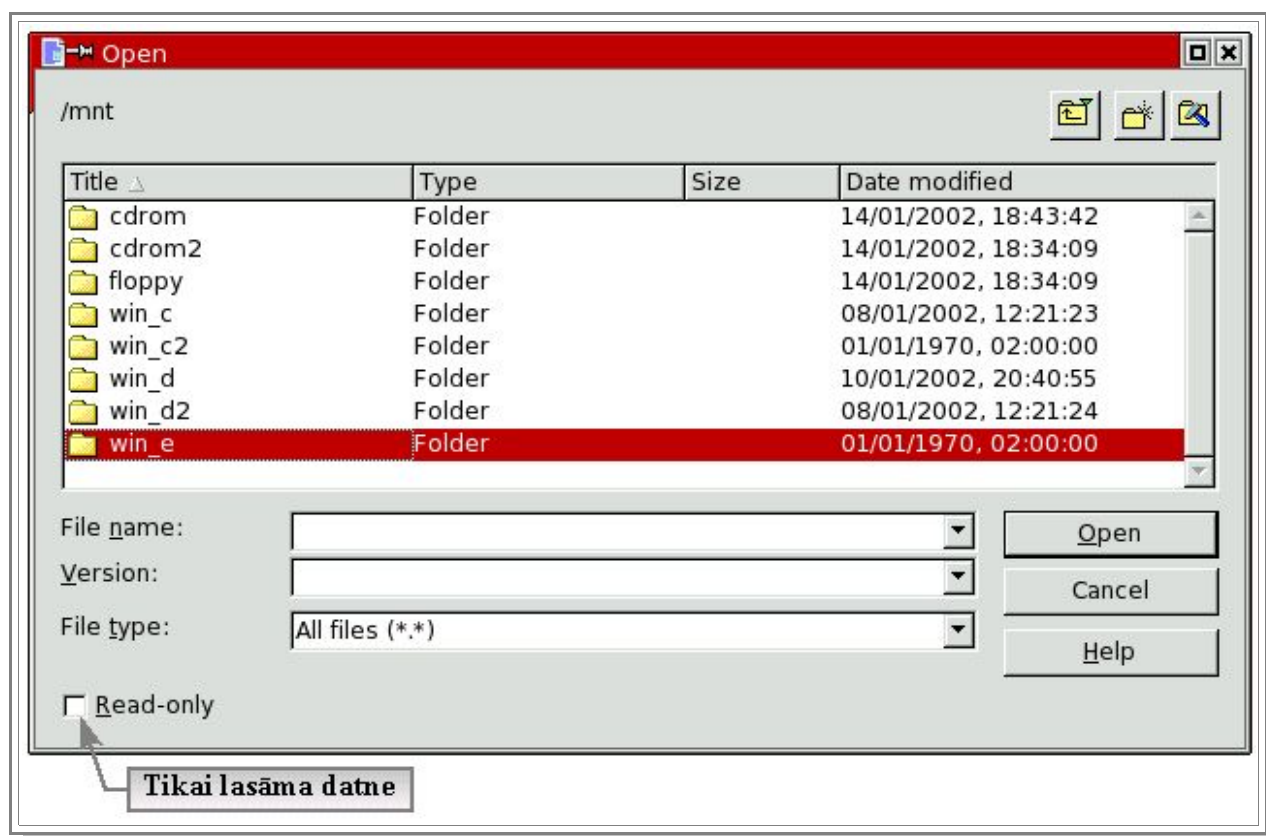 Open
/mnt
Title Type Size Date modified
cdrom Folder 14/01/2002, 18:43:42
cdrom2 Folder 14/01/2002, 18:34:09
floppy Folder 14/01/2002, 18:34:09
win_c Folder 08/01/2002, 12:21:23
win_c2 Folder 01/01/1970, 02:00:00
win_d Folder 10/01/2002, 20:40:55
win_d2 Folder 08/01/2002, 12:21:24
win_e Folder 01/01/1970, 02:00:00
File name: Open
Version: Cancel
File type: All files (*.*)
Help
Read-only
Tikai lasāma datne